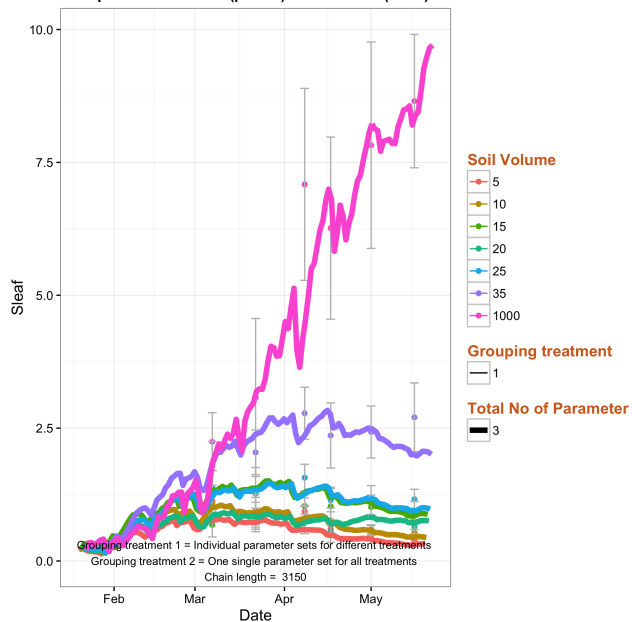 10.0
7.5
5.0
2.5
0.0
Sleaf
Grouping treatment 1 = Individual parameter sets for different treatments
Grouping treatment 2 = One single parameter set for all treatments
Chain length = 3150
Feb Mar Apr May
Date
Soil Volume
5
10
15
20
25
35
1000
Grouping treatment
1
Total No of Parameter
3